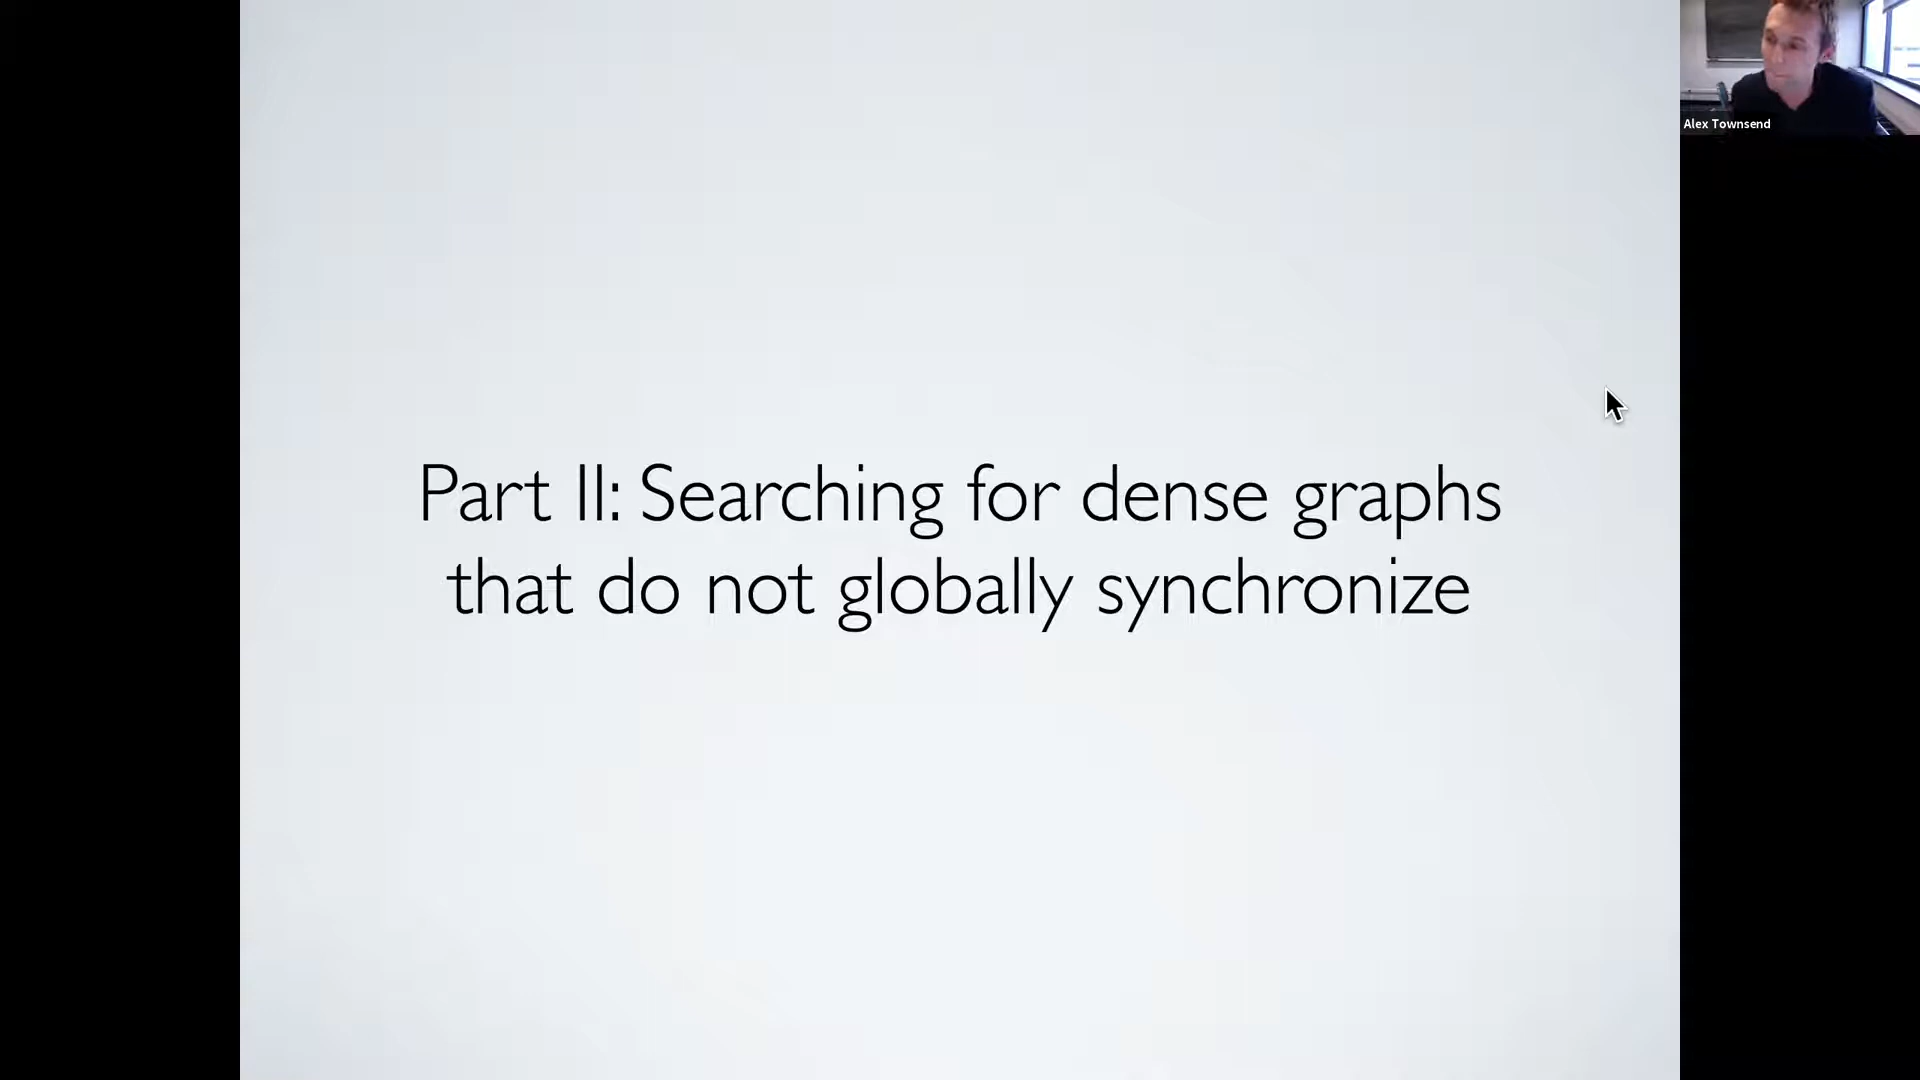 Alex Townsend
Part II: Searching for dense graphs
that do not globally synchronize